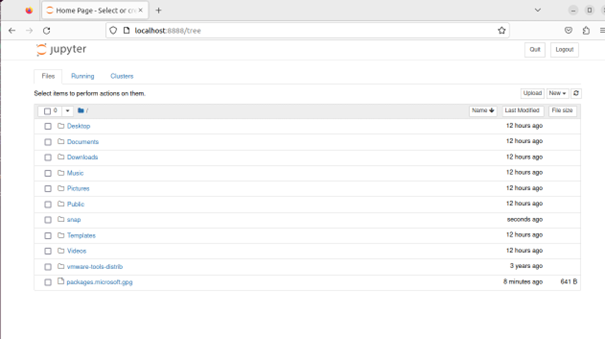 Home Page - Select or cre
localhost:8888/tree
jupyter
Quit Logout
Files Running Clusters
Select items to perform actions on them.
Upload New
0 / Name Last Modified File size
Desktop 12 hours ago
Documents 12 hours ago
Downloads 12 hours ago
Music 12 hours ago
Pictures 12 hours ago
Public 12 hours ago
snap seconds ago
Templates 12 hours ago
Videos 12 hours ago
vmware-tools-distrib 3 years ago
packages.microsoft.gpg 8 minutes ago 641 B